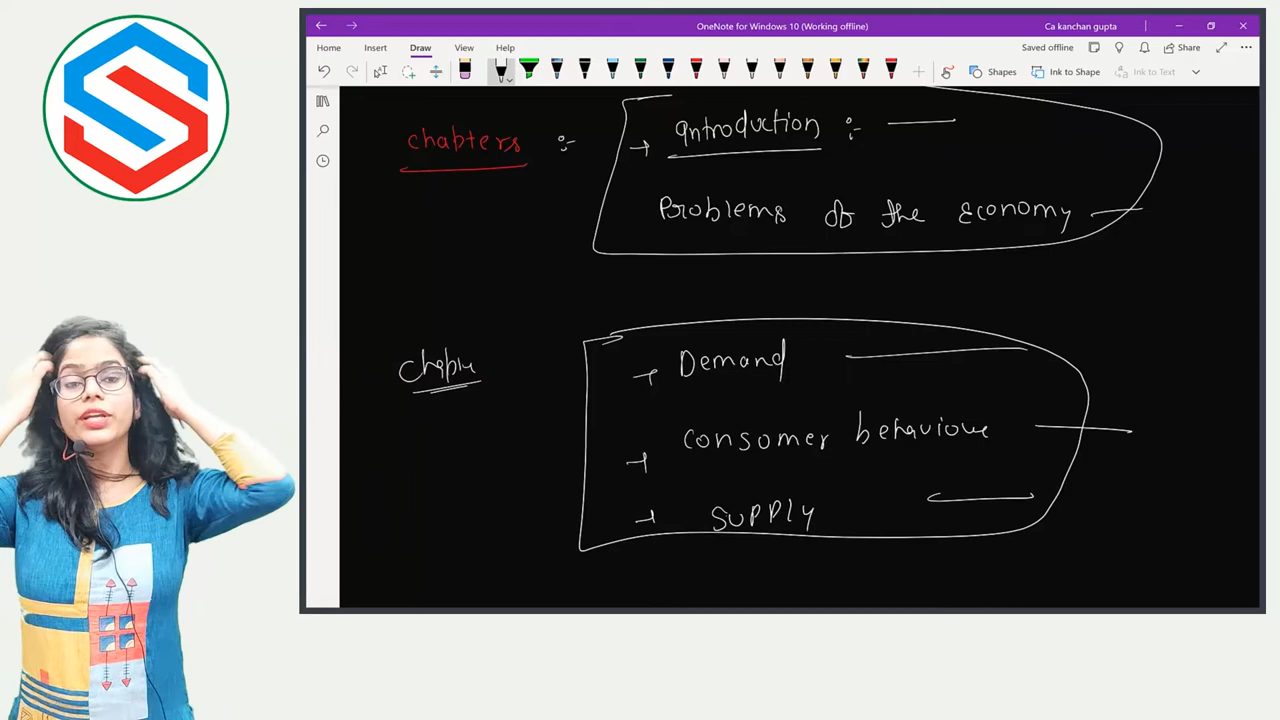 OneNote for Windows 10 (Working offline)
Ca kanchan gupta
Home Insert Draw View Help
Saved offline
Share
Shapes
Ink to Shape
Ink to Text
chapters :- → Introduction :-
Problems of the Economy
Chapte
→ Demand
→ consomer behaviour
→ SUPPly